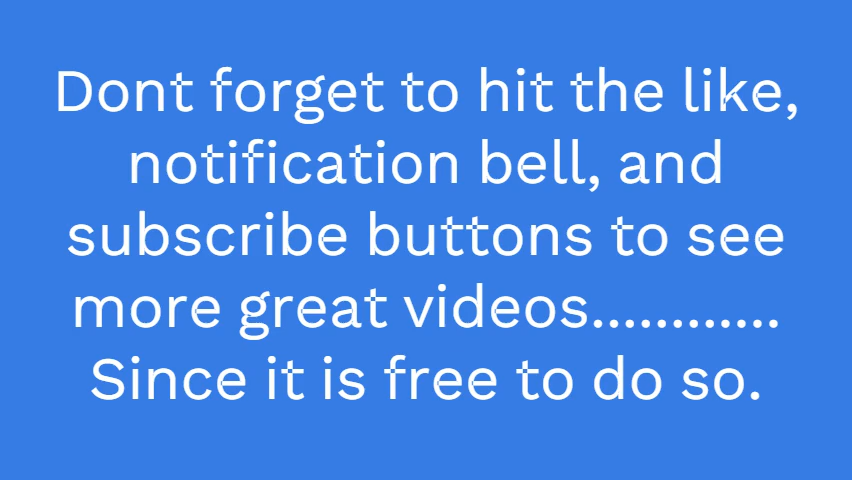 Dont forget to hit the like,
notification bell, and
subscribe buttons to see
more great videos............
Since it is free to do so.